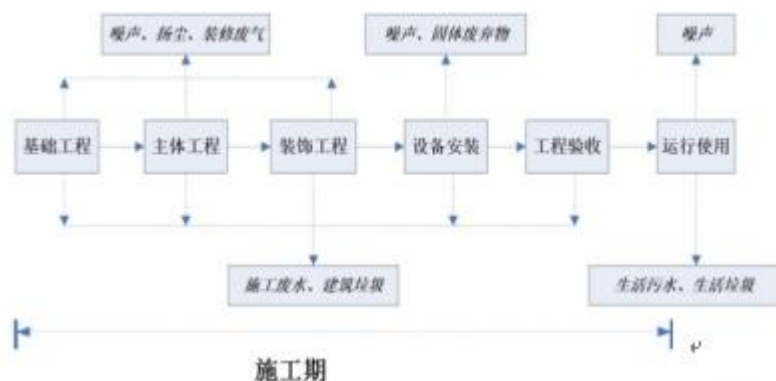 噪声、扬尘、装修废气
噪声、固体废弃物
噪声
基础工程
主体工程
装饰工程
设备安装
工程验收
运行使用
施工废水、建筑垃圾
生活污水、生活垃圾
施工期